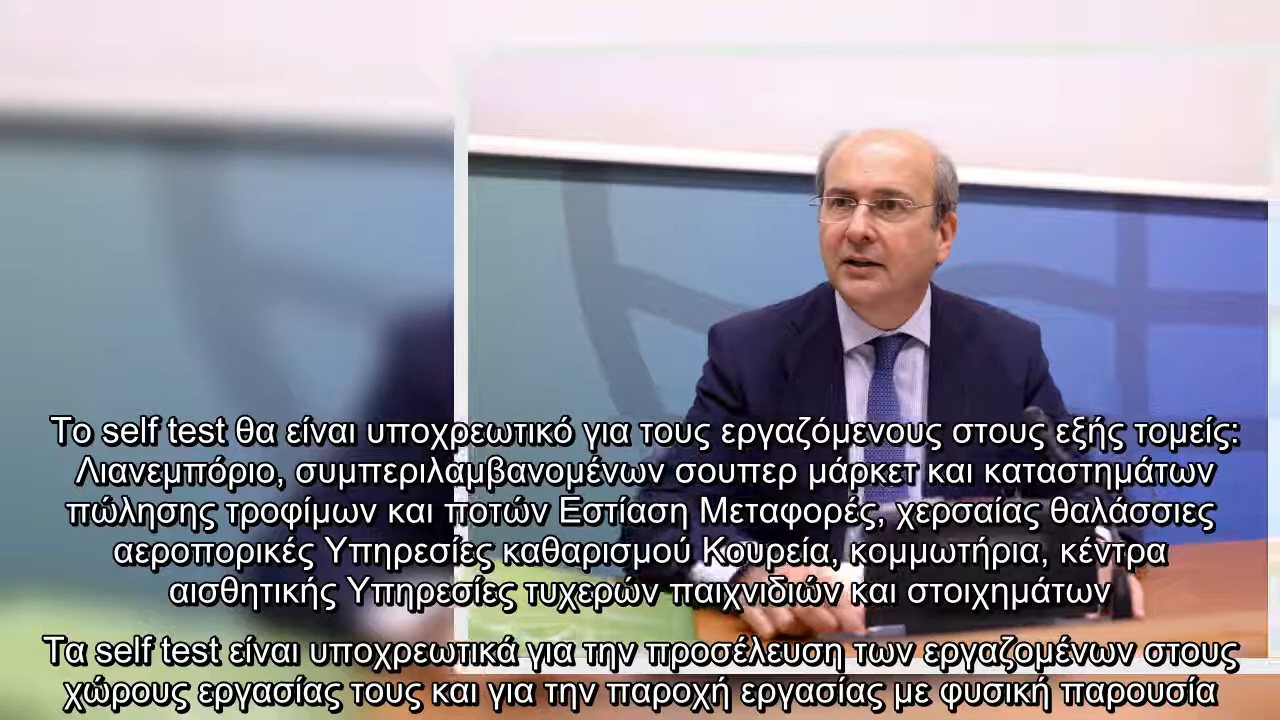 Το self test θα είναι υποχρεωτικό για τους εργαζόμενους στους εξής τομείς:
Λιανεμπόριο, συμπεριλαμβανομένων σουπερ μάρκετ και καταστημάτων
πώλησης τροφίμων και ποτών Εστίαση Μεταφορές, χερσαίας θαλάσσιες
αεροπορικές Υπηρεσίες καθαρισμού Κουρεία, κομμωτήρια, κέντρα
αισθητικής Υπηρεσίες τυχερών παιχνιδιών και στοιχημάτων
Τα self test είναι υποχρεωτικά για την προσέλευση των εργαζομένων στους
χώρους εργασίας τους και για την παροχή εργασίας με φυσική παρουσία